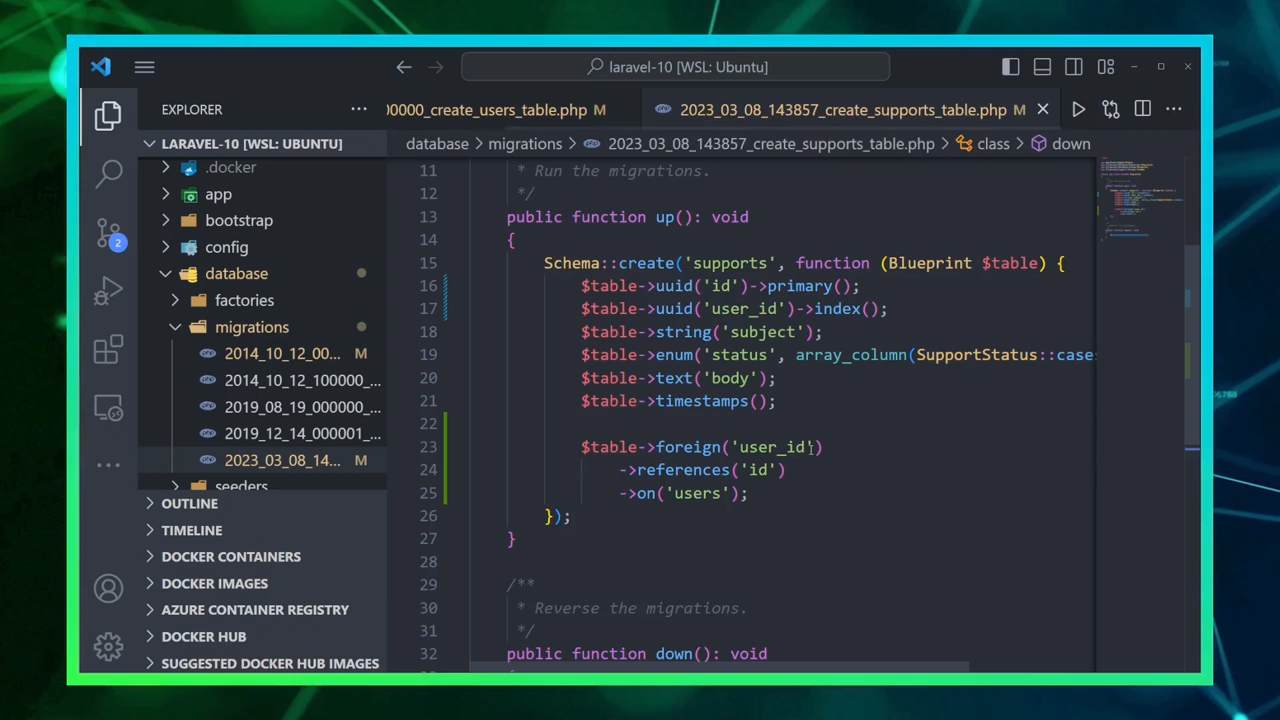 laravel-10 [WSL: Ubuntu]
EXPLORER
00000_create_users_table.php M
2023_03_08_143857_create_supports_table.php M
LARAVEL-10 [WSL: UBUNTU]
database > migrations > 2023_03_08_143857_create_supports_table.php > class > down
.docker
app
bootstrap
config
database
factories
migrations
2014_10_12_00... M
2014_10_12_100000_...
2019_08_19_000000_...
2019_12_14_000001_...
2023_03_08_14... M
seeders
OUTLINE
TIMELINE
DOCKER CONTAINERS
DOCKER IMAGES
AZURE CONTAINER REGISTRY
DOCKER HUB
SUGGESTED DOCKER HUB IMAGES
2
11 * Run the migrations.
12 */
13 public function up(): void
14 {
15 Schema::create('supports', function (Blueprint $table) {
16 $table->uuid('id')->primary();
17 $table->uuid('user_id')->index();
18 $table->string('subject');
19 $table->enum('status', array_column(SupportStatus::case
20 $table->text('body');
21 $table->timestamps();
22
23 $table->foreign('user_id')
24 ->references('id')
25 ->on('users');
26 });
27 }
28
29 /**
30 * Reverse the migrations.
31 */
32 public function down(): void